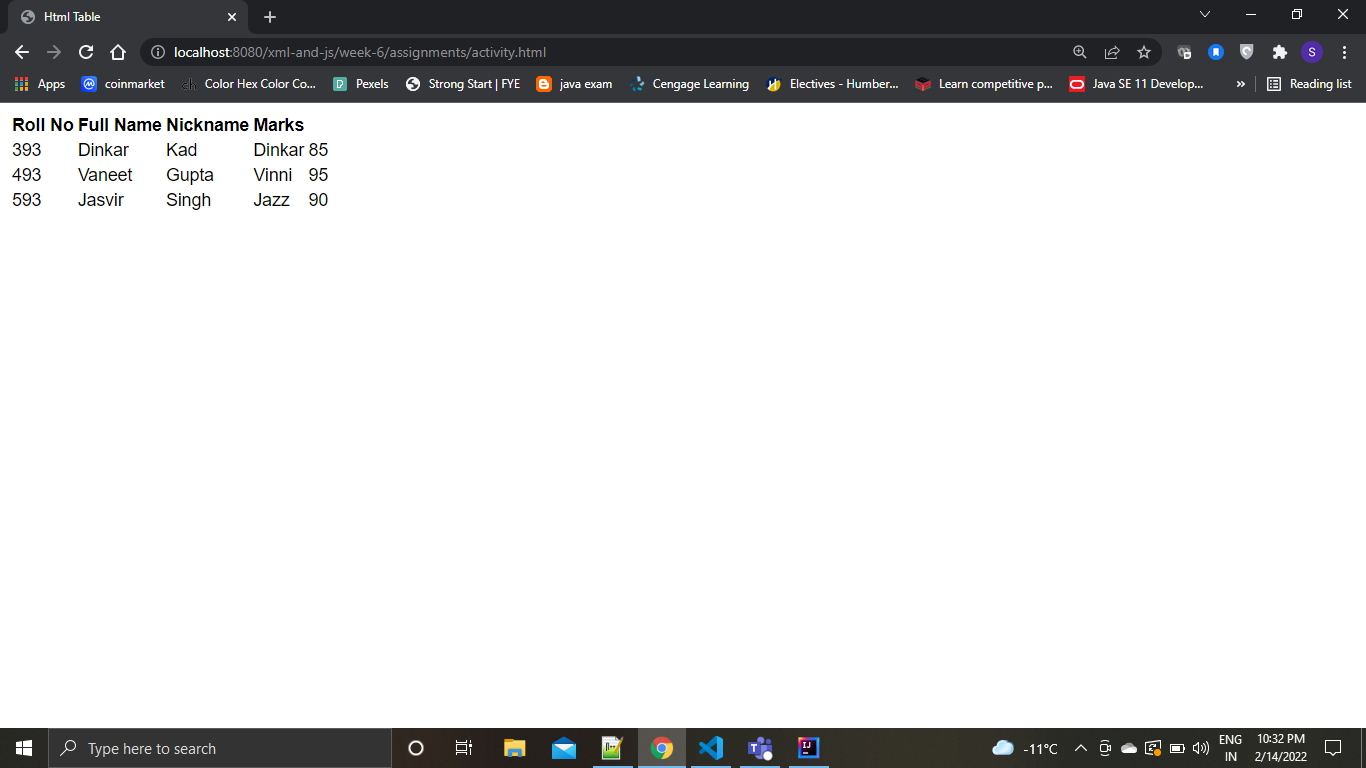 Html Table
localhost:8080/xml-and-js/week-6/assignments/activity.html
S
Apps coinmarket Color Hex Color Co... Pexels Strong Start | FYE java exam Cengage Learning Electives - Humber... Learn competitive p... Java SE 11 Develop... » Reading list
Roll No Full Name Nickname Marks
393 Dinkar Kad Dinkar 85
493 Vaneet Gupta Vinni 95
593 Jasvir Singh Jazz 90
Type here to search
-11°C
ENG
IN
10:32 PM
2/14/2022